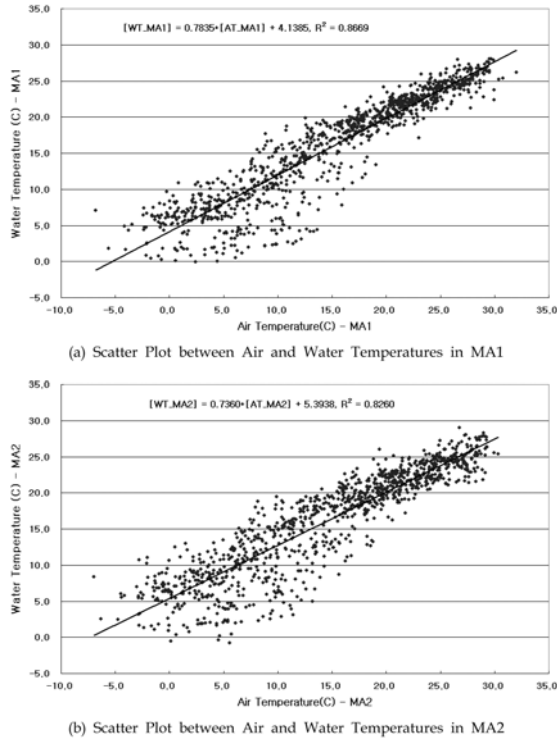 35,0
[WT_MA1] = 0.7835•[AT_MA1] + 4.1385, R² = 0.8669
30,0
25,0
20,0
15,0
10,0
5,0
0,0
-5,0
Water Temperature (C) - MA1
-10,0 -5,0 0,0 5,0 10,0 15,0 20,0 25,0 30,0 35,0
Air Temperature(C) - MA1
(a) Scatter Plot between Air and Water Temperatures in MA1
35,0
[WT_MA2] = 0.7360•[AT_MA2] + 5.3938, R² = 0.8260
30,0
25,0
20,0
15,0
10,0
5,0
0,0
-5,0
Water Temperature (C) - MA2
-10,0 -5,0 0,0 5,0 10,0 15,0 20,0 25,0 30,0 35,0
Air Temperature(C) - MA2
(b) Scatter Plot between Air and Water Temperatures in MA2